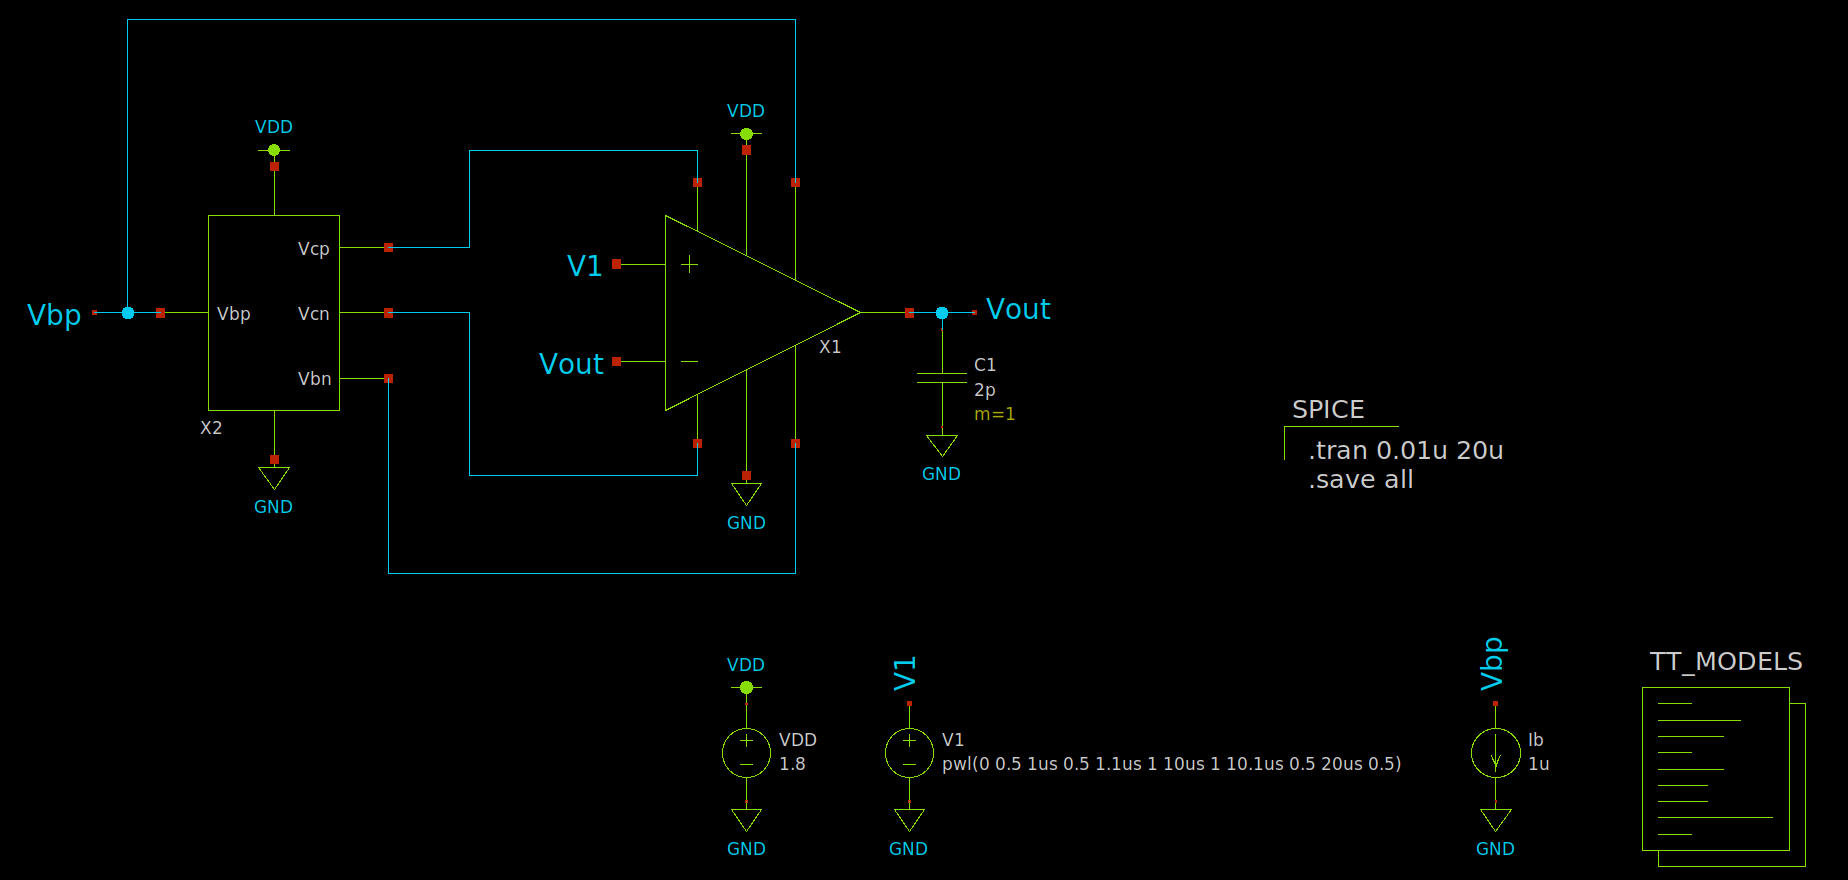 VDD
VDD
Vcp
V1
Vbp
Vbp
Vcn
Vout
X1
Vout
C1
2p
m=1
Vbn
X2
GND
GND
GND
SPICE
.tran 0.01u 20u
.save all
VDD
V1
Vbp
TT_MODELS
VDD
1.8
V1
pwl(0 0.5 1us 0.5 1.1us 1 10us 1 10.1us 0.5 20us 0.5)
Ib
1u
GND
GND
GND